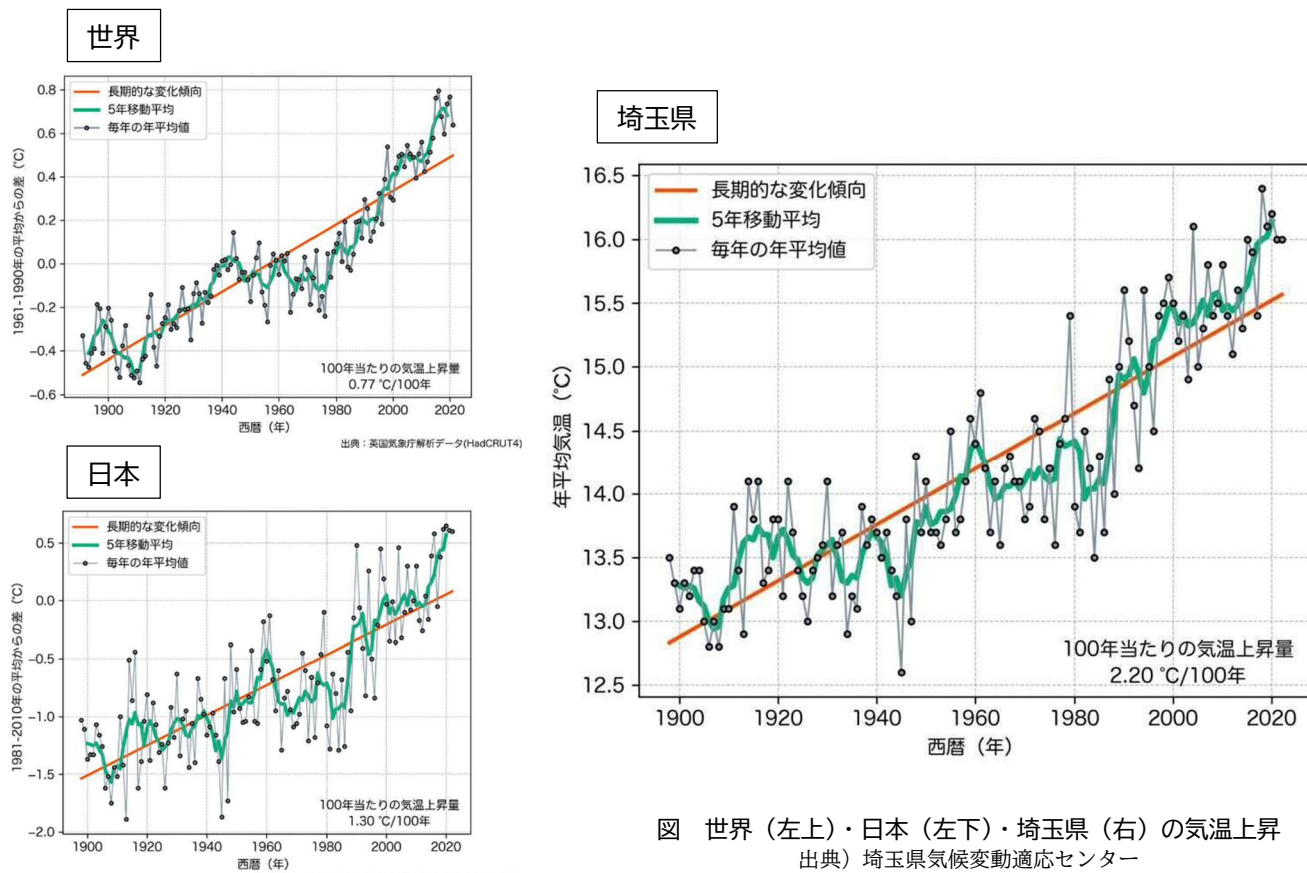 世界
長期的な変化傾向
5年移動平均
毎年の年平均値
1961-1990年の平均からの差 (℃)
0.8
0.6
0.4
0.2
0.0
−0.2
−0.4
−0.6
100年当たりの気温上昇量
0.77 ℃/100年
1900 1920 1940 1960 1980 2000 2020
西暦（年）
出典：英国気象庁解析データ(HadCRUT4)
日本
長期的な変化傾向
5年移動平均
毎年の年平均値
1981-2010年の平均からの差 (℃)
0.5
0.0
−0.5
−1.0
−1.5
−2.0
100年当たりの気温上昇量
1.30 ℃/100年
1900 1920 1940 1960 1980 2000 2020
西暦（年）
埼玉県
長期的な変化傾向
5年移動平均
毎年の年平均値
年平均気温（℃）
16.5
16.0
15.5
15.0
14.5
14.0
13.5
13.0
12.5
100年当たりの気温上昇量
2.20 ℃/100年
1900 1920 1940 1960 1980 2000 2020
西暦（年）
図　世界（左上）・日本（左下）・埼玉県（右）の気温上昇
出典）埼玉県気候変動適応センター